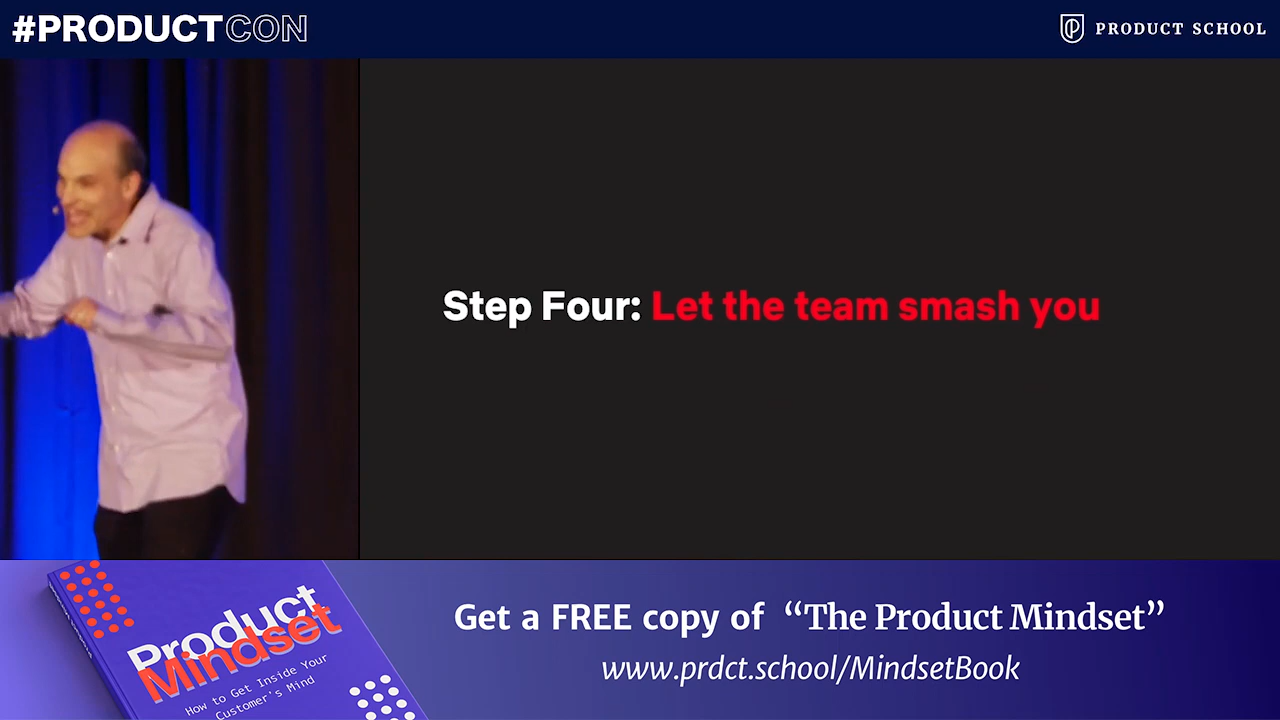 #PRODUCTCON
PRODUCT SCHOOL
Step Four: Let the team smash you
Product
Mindset
How to Get Inside Your
Customer's Mind
Get a FREE copy of “The Product Mindset”
www.prdct.school/MindsetBook